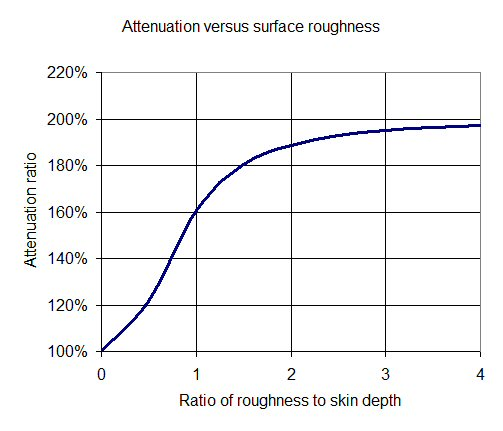 Attenuation versus surface roughness
220%
200%
180%
160%
140%
120%
100%
Attenuation ratio
0 1 2 3 4
Ratio of roughness to skin depth